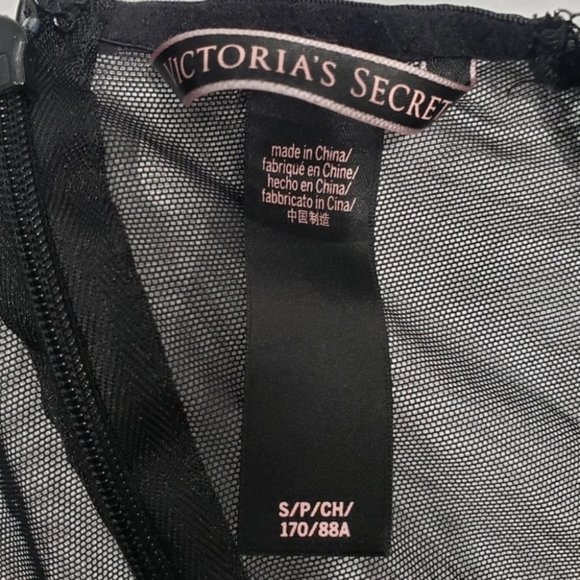 VICTORIA'S SECRET
made in China/
fabriqué en Chine/
hecho en China/
fabbricato in Cina/
中国制造
S/P/CH/
170/88A